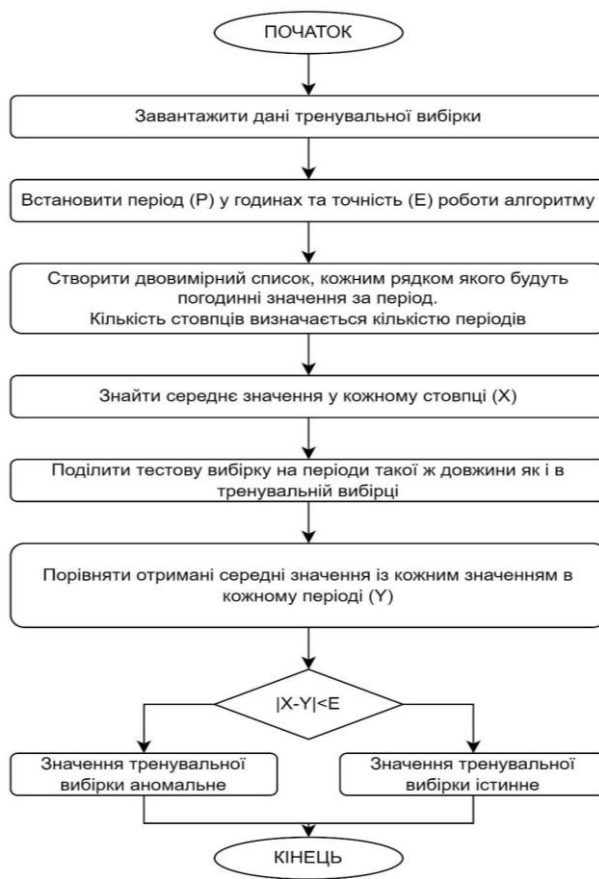 ПОЧАТОК
Завантажити дані тренувальної вибірки
Встановити період (P) у годинах та точність (E) роботи алгоритму
Створити двовимірний список, кожним рядком якого будуть
погодинні значення за період.
Кількість стовпців визначається кількістю періодів
Знайти середнє значення у кожному стовпці (X)
Поділити тестову вибірку на періоди такої ж довжини як і в
тренувальній вибірці
Порівняти отримані середні значення із кожним значенням в
кожному періоді (Y)
|X-Y|<E
Значення тренувальної
вибірки аномальне
Значення тренувальної
вибірки істинне
КІНЕЦЬ